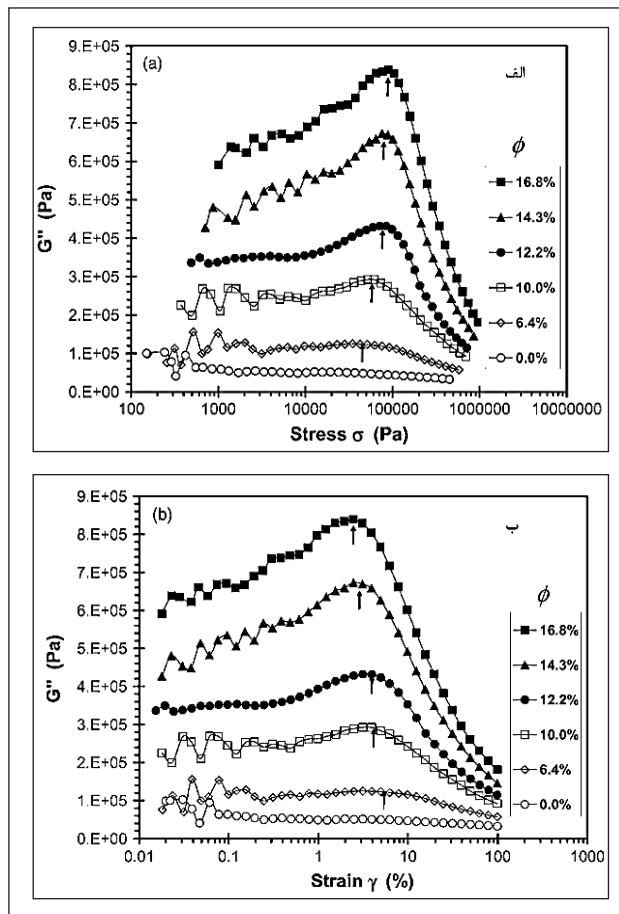 (a)
الف
9.E+05
8.E+05
7.E+05
6.E+05
5.E+05
4.E+05
3.E+05
2.E+05
1.E+05
0.E+00
G'' (Pa)
ϕ
16.8%
14.3%
12.2%
10.0%
6.4%
0.0%
100 1000 10000 100000 1000000 10000000
Stress σ (Pa)
(b)
ب
9.E+05
8.E+05
7.E+05
6.E+05
5.E+05
4.E+05
3.E+05
2.E+05
1.E+05
0.E+00
G'' (Pa)
ϕ
16.8%
14.3%
12.2%
10.0%
6.4%
0.0%
0.01 0.1 1 10 100 1000
Strain γ (%)